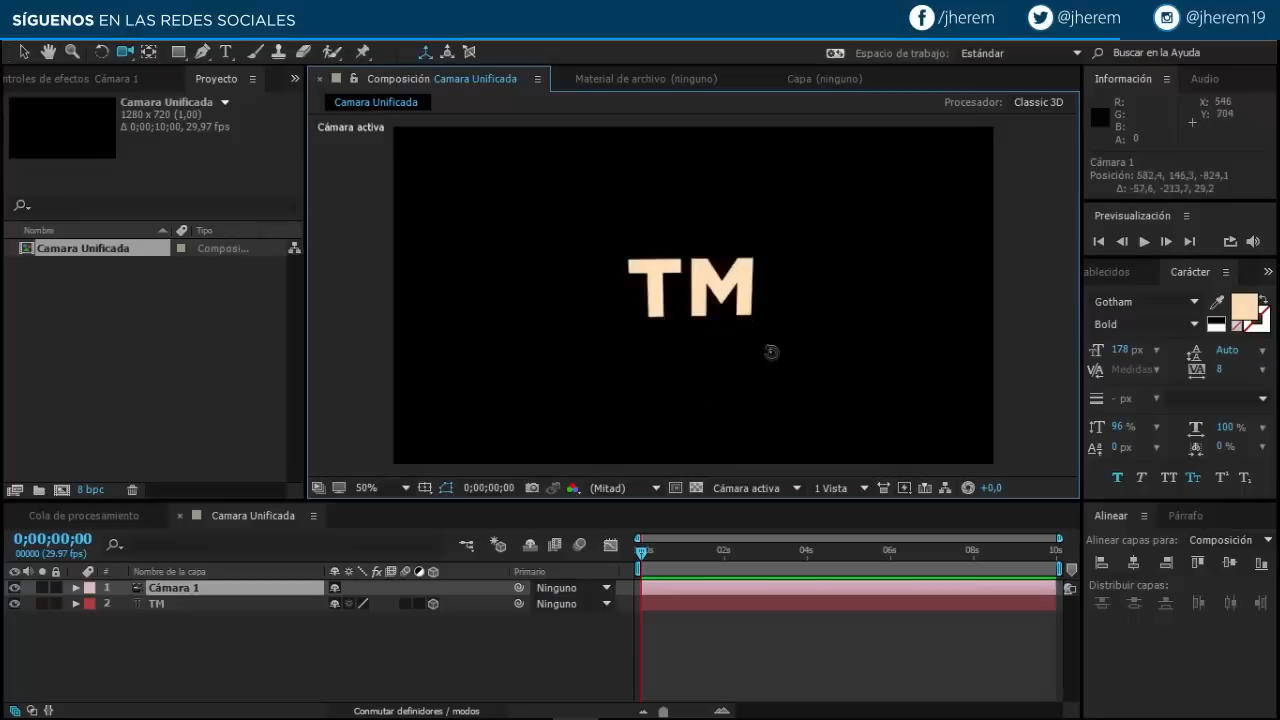 SÍGUENOS EN LAS REDES SOCIALES
/jherem
@jherem
@jherem19
Espacio de trabajo: Estándar
Buscar en la Ayuda
ntroles de efectos Cámara 1
Proyecto
Composición Camara Unificada
Material de archivo (ninguno)
Capa (ninguno)
Información
Audio
Camara Unificada
1280 x 720 (1,00)
Δ 0;00;10;00, 29,97 fps
Camara Unificada
Procesador: Classic 3D
Cámara activa
R:
G:
B:
A: 0
X: 546
Y: 704
Cámara 1
Posición: 582,4, 146,3, -824,1
Δ: -57,6, -213,7, 29,2
Previsualización
Nombre
Tipo
Camara Unificada
Composi...
TM
ablecidos
Carácter
Gotham
Bold
178 px
Auto
Medidas
8
- px
96 %
100 %
0 px
0 %
T T TT Tt T¹ T₁
8 bpc
50%
0;00;00;00
(Mitad)
Cámara activa
1 Vista
+0,0
Cola de procesamiento
Camara Unificada
Alinear
Párrafo
0;00;00;00
00000 (29.97 fps)
Alinear capas para: Composición
0s 02s 04s 06s 08s 10s
# Nombre de la capa
Primario
1 Cámara 1 Ninguno
2 T TM Ninguno
Distribuir capas:
Conmutar definidores / modos